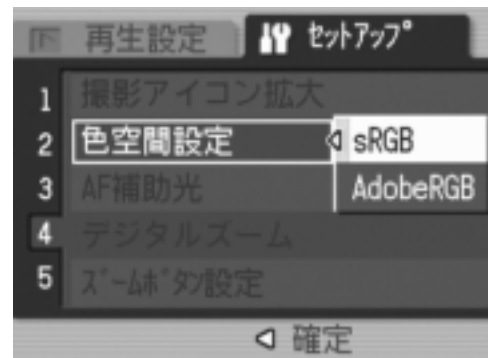 再生設定 ｾｯﾄｱｯﾌﾟ
1 撮影アイコン拡大
2 色空間設定 sRGB
3 AF補助光 AdobeRGB
4 デジタルズーム
5 ｽﾞｰﾑﾎﾞﾀﾝ設定
確定